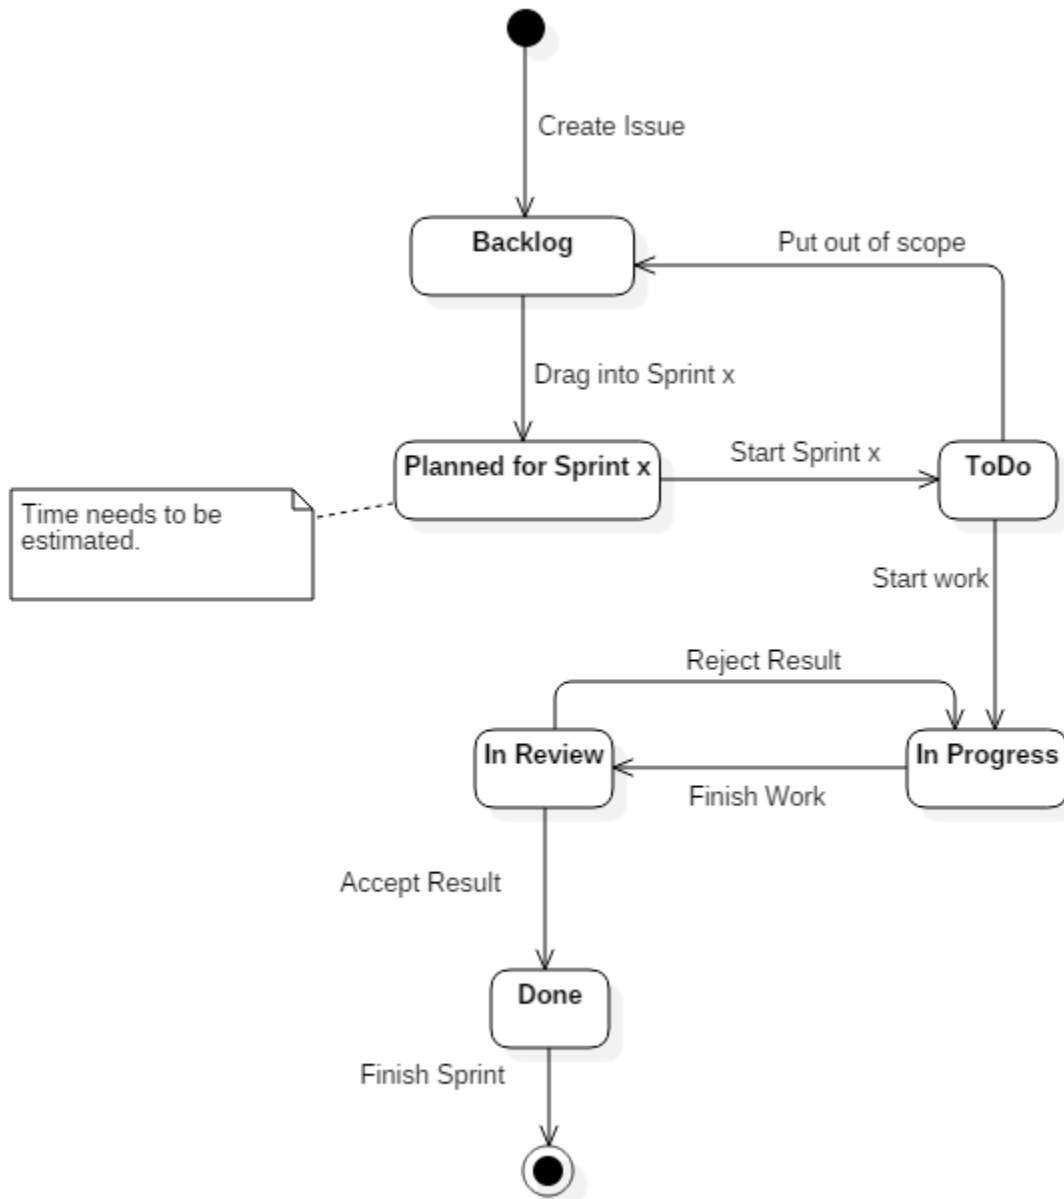 Create Issue
Backlog
Put out of scope
Drag into Sprint x
Planned for Sprint x
Start Sprint x
ToDo
Time needs to be
estimated.
Start work
Reject Result
In Review
In Progress
Finish Work
Accept Result
Done
Finish Sprint